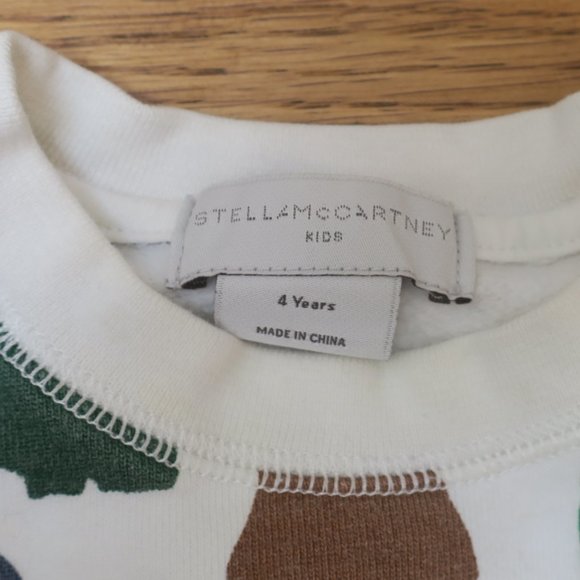 STELLAMcCARTNEY
KIDS
4 Years
MADE IN CHINA